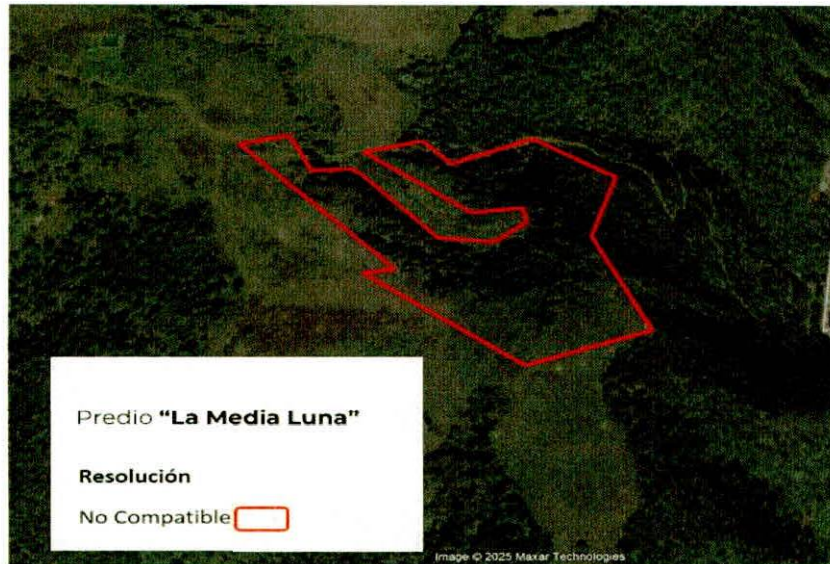 Predio "La Media Luna"
Resolución
No Compatible
Image © 2025 Maxar Technologies